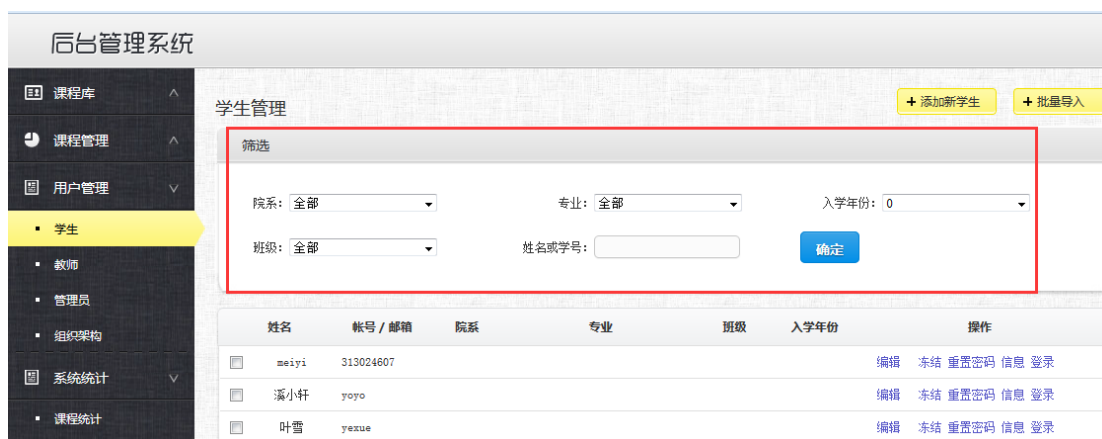 后台管理系统
课程库
课程管理
用户管理
学生
教师
管理员
组织架构
系统统计
课程统计
学生管理
+ 添加新学生
+ 批量导入
筛选
院系: 全部
专业: 全部
入学年份: 0
班级: 全部
姓名或学号:
确定
姓名 帐号 / 邮箱 院系 专业 班级 入学年份 操作
meiyi 313024607 编辑 冻结 重置密码 信息 登录
溪小轩 yoyo 编辑 冻结 重置密码 信息 登录
叶雪 yexue 编辑 冻结 重置密码 信息 登录